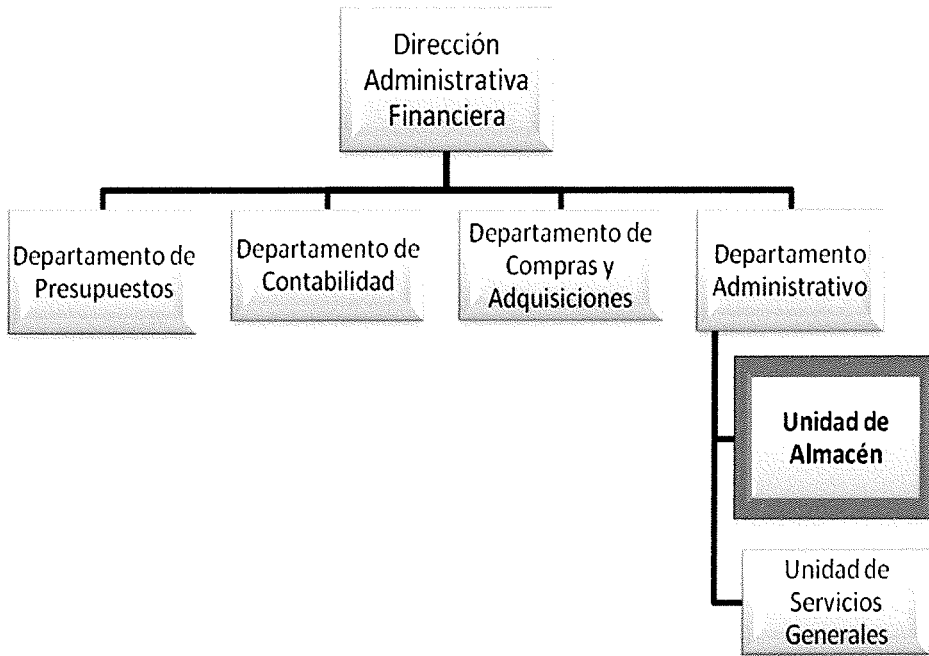 Dirección
Administrativa
Financiera
Departamento de
Presupuestos
Departamento de
Contabilidad
Departamento de
Compras y
Adquisiciones
Departamento
Administrativo
Unidad de
Almacén
Unidad de
Servicios
Generales